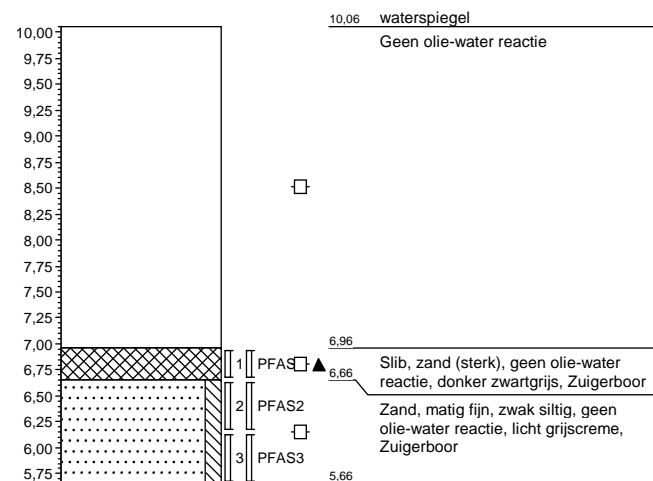 10,06 waterspiegel
10,00
Geen olie-water reactie
9,75
9,50
9,25
9,00
8,75
8,50
8,25
8,00
7,75
7,50
7,25
7,00
6,96
6,75
1 PFAS
Slib, zand (sterk), geen olie-water
6,66
reactie, donker zwartgrijs, Zuigerboor
6,50
2 PFAS2
Zand, matig fijn, zwak siltig, geen
6,25
olie-water reactie, licht grijscreme,
Zuigerboor
6,00
3 PFAS3
5,75
5,66